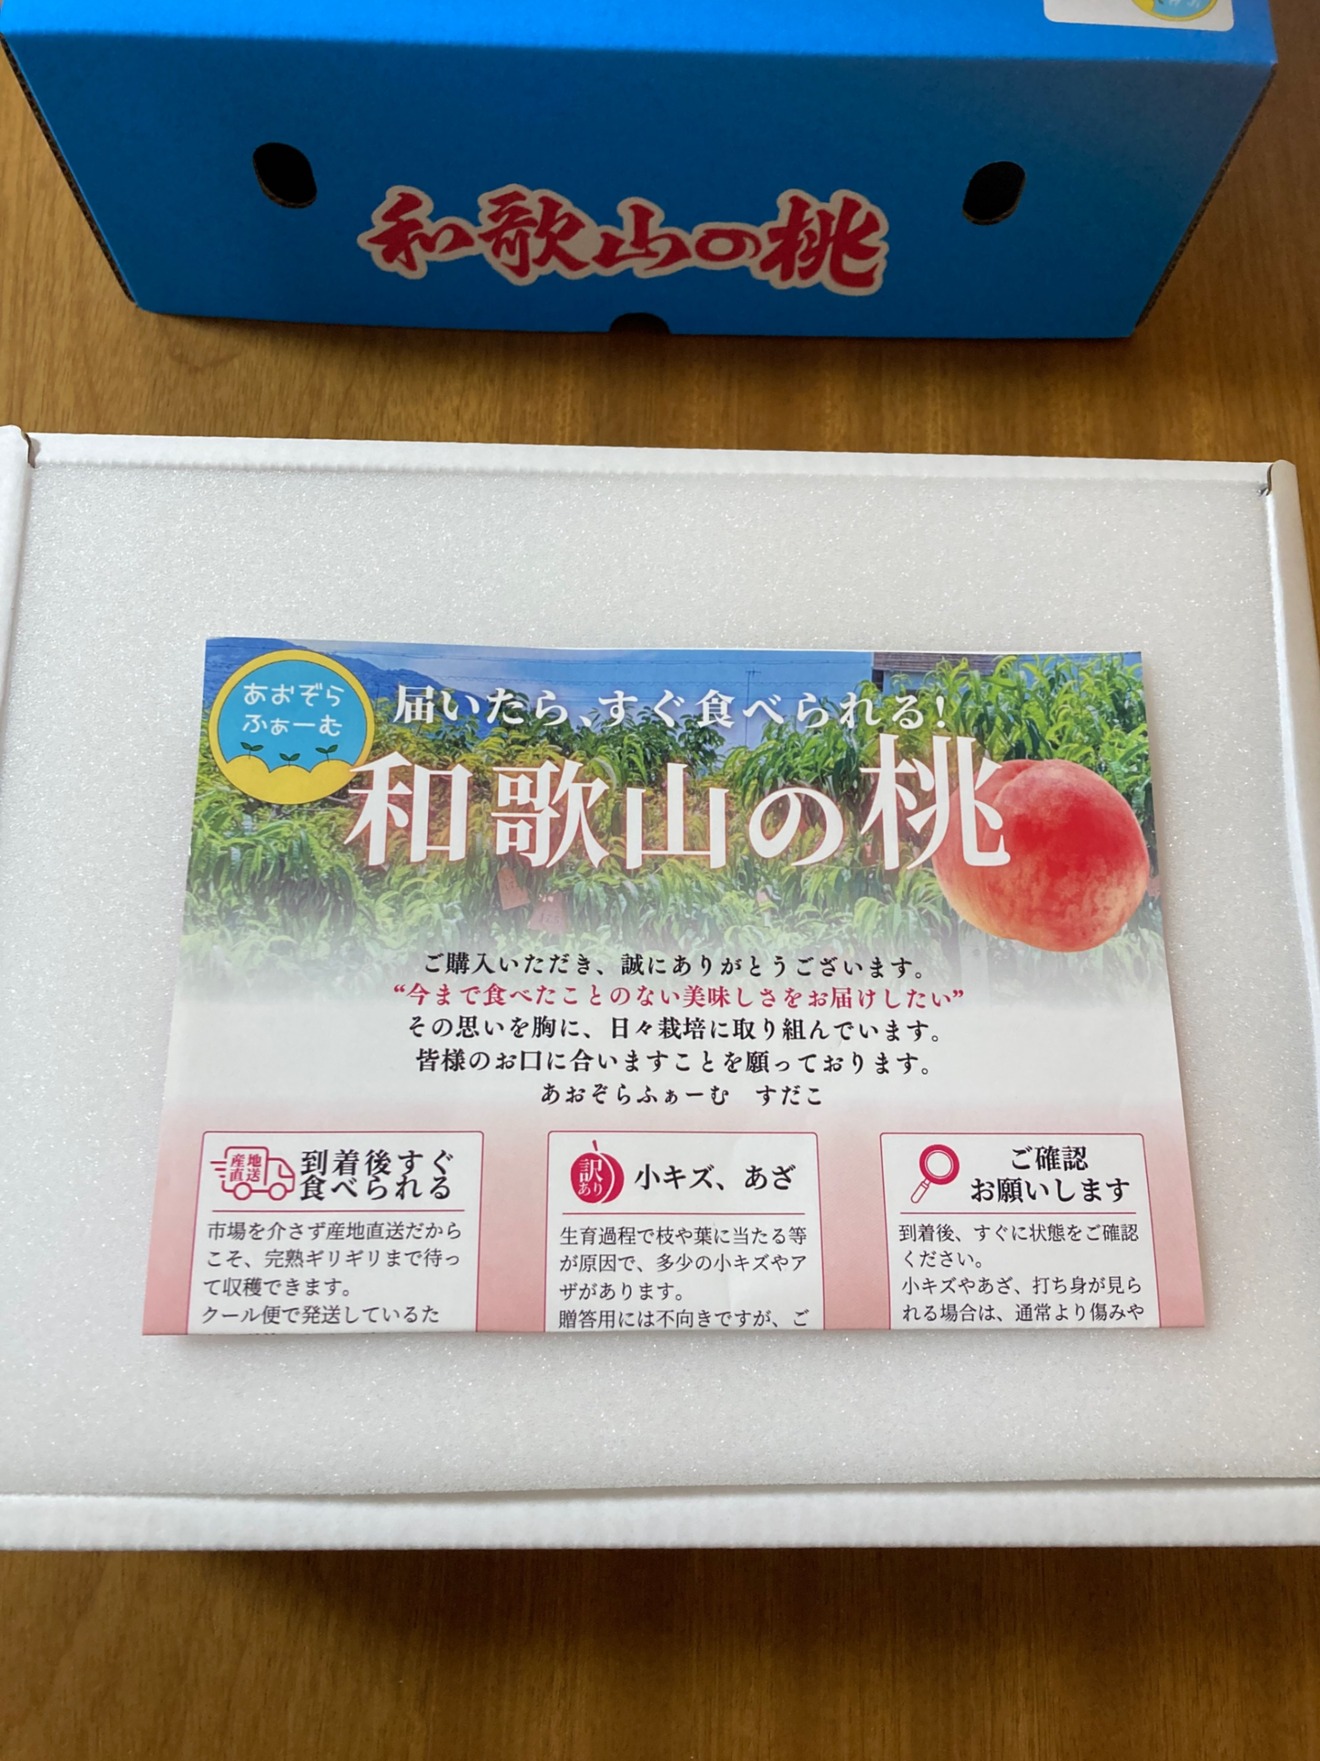 和歌山の桃
あおぞら
ふぁーむ
届いたら、すぐ食べられる!
和歌山の桃
ご購入いただき、誠にありがとうございます。
“今まで食べたことのない美味しさをお届けしたい”
その思いを胸に、日々栽培に取り組んでいます。
皆様のお口に合いますことを願っております。
あおぞらふぁーむ すだこ
産地
直送
到着後すぐ
食べられる
市場を介さず産地直送だから
こそ、完熟ギリギリまで待っ
て収穫できます。
クール便で発送しているた
訳
あり
小キズ、あざ
生育過程で枝や葉に当たる等
が原因で、多少の小キズやア
ザがあります。
贈答用には不向きですが、ご
ご確認
お願いします
到着後、すぐに状態をご確認
ください。
小キズやあざ、打ち身が見ら
れる場合は、通常より傷みや